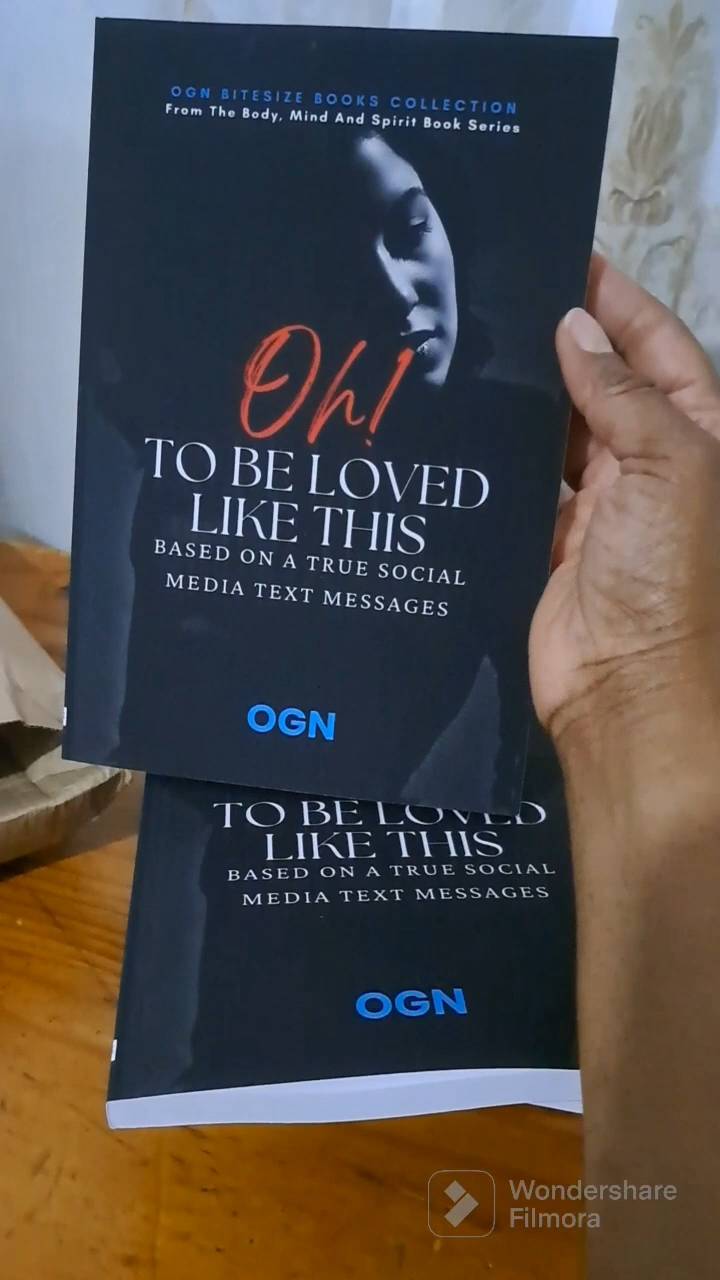 OGN BITESIZE BOOKS COLLECTION
From The Body, Mind And Spirit Book Series
Oh!
TO BE LOVED
LIKE THIS
BASED ON A TRUE SOCIAL
MEDIA TEXT MESSAGES
OGN
TO BE LOVED
LIKE THIS
BASED ON A TRUE SOCIAL
MEDIA TEXT MESSAGES
OGN
Wondershare
Filmora